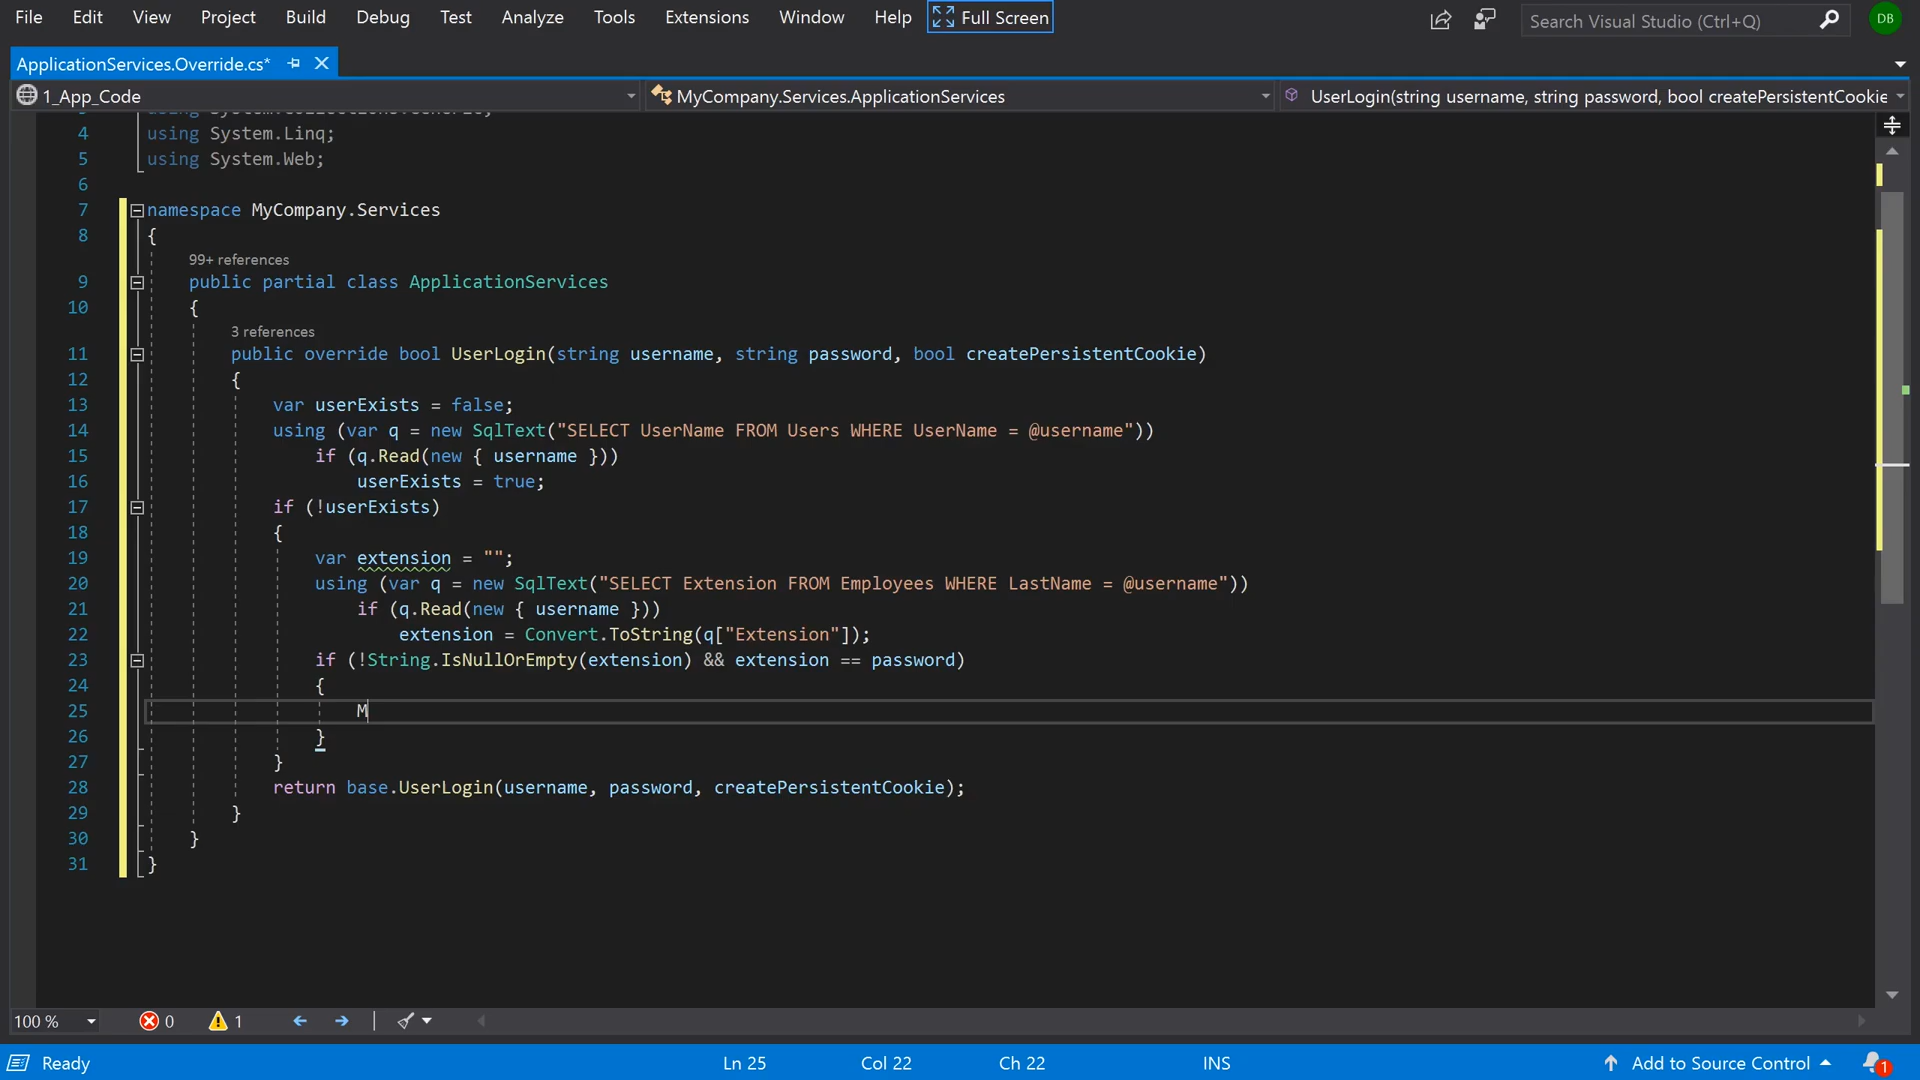 File Edit View Project Build Debug Test Analyze Tools Extensions Window Help Full Screen Search Visual Studio (Ctrl+Q) DB
ApplicationServices.Override.cs*
1_App_Code MyCompany.Services.ApplicationServices UserLogin(string username, string password, bool createPersistentCookie
4 using System.Linq;
5 using System.Web;
6
7 namespace MyCompany.Services
8 {
99+ references
9 public partial class ApplicationServices
10 {
3 references
11 public override bool UserLogin(string username, string password, bool createPersistentCookie)
12 {
13 var userExists = false;
14 using (var q = new SqlText("SELECT UserName FROM Users WHERE UserName = @username"))
15 if (q.Read(new { username }))
16 userExists = true;
17 if (!userExists)
18 {
19 var extension = "";
20 using (var q = new SqlText("SELECT Extension FROM Employees WHERE LastName = @username"))
21 if (q.Read(new { username }))
22 extension = Convert.ToString(q["Extension"]);
23 if (!String.IsNullOrEmpty(extension) && extension == password)
24 {
25 M
26 }
27 }
28 return base.UserLogin(username, password, createPersistentCookie);
29 }
30 }
31 }
100 % 0 1
Ready Ln 25 Col 22 Ch 22 INS Add to Source Control 1